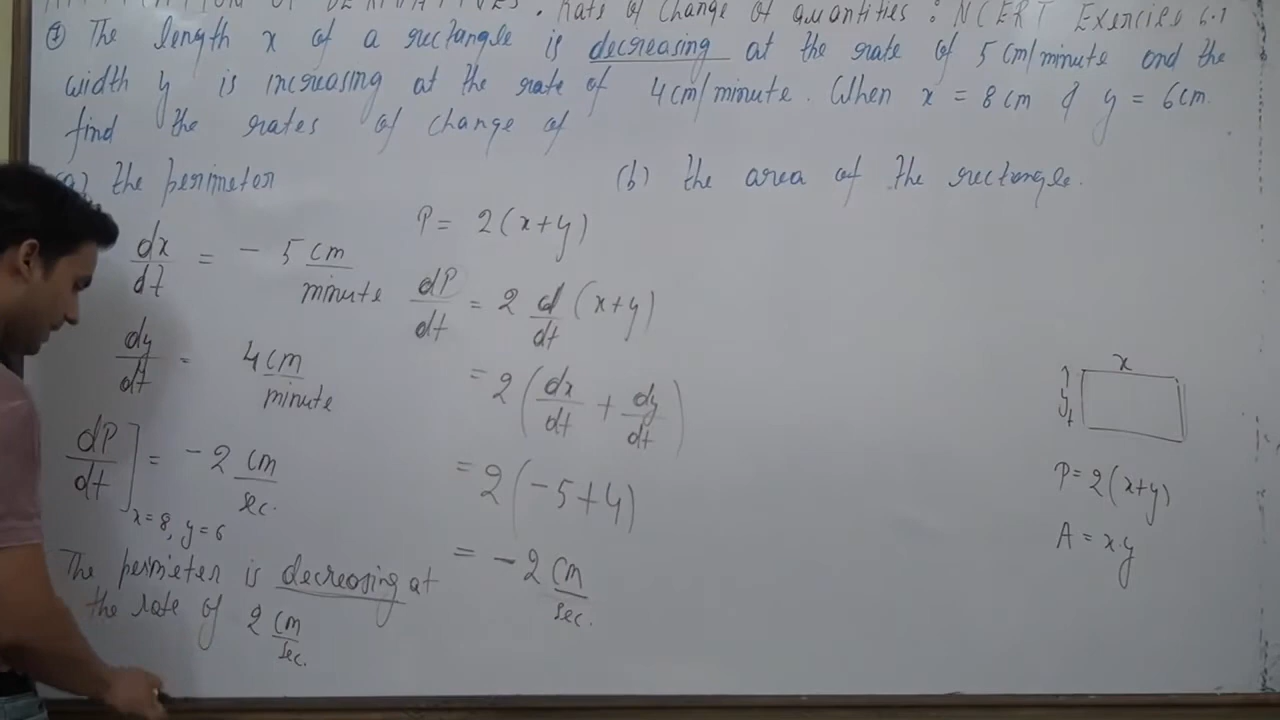 DERIVATIVES. Rate of Change of quantities : NCERT Exercies 6.1
⑦ The length x of a rectangle is decreasing at the rate of 5 cm/minute and the
width y is increasing at the rate of 4 cm/minute. When x = 8 cm & y = 6 cm.
find the rates of change of
(a) the perimeter
(b) the area of the rectangle.
dx/dt = - 5 cm/minute
dy/dt = 4 cm/minute
dP/dt]x=8, y=6 = -2 cm/sec.
The perimeter is decreasing at
the rate of 2 cm/sec.
P = 2(x+y)
dP/dt = 2 d/dt (x+y)
= 2(dx/dt + dy/dt)
= 2(-5+4)
= -2 cm/sec.
x
y
P = 2(x+y)
A = x.y